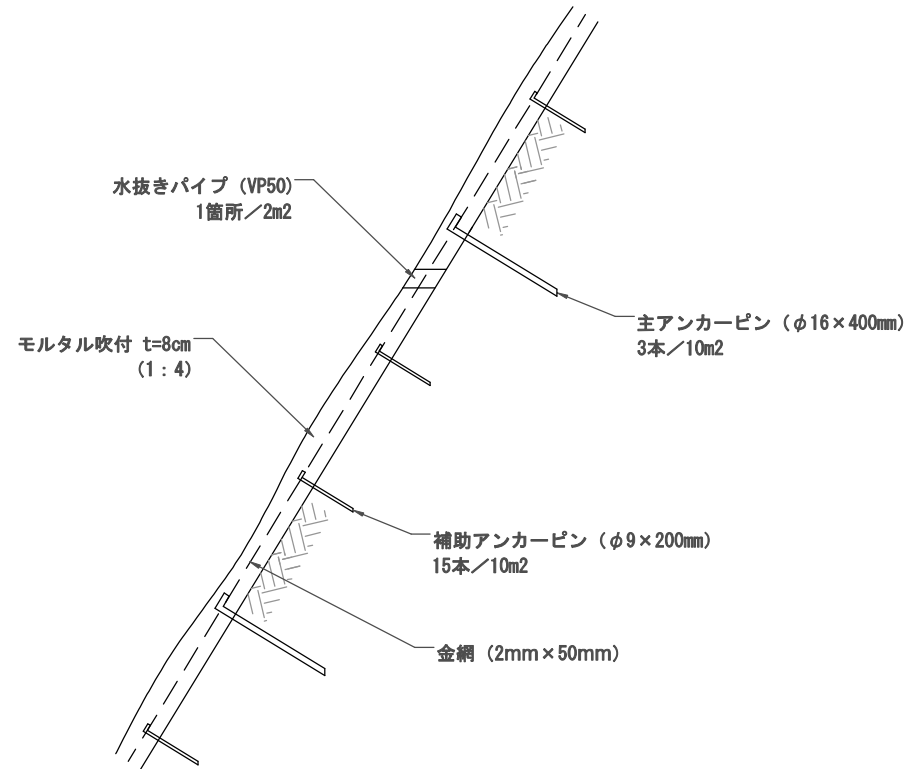 水抜きパイプ（VP50）
1箇所／2m2
主アンカーピン（φ16×400㎜）
3本／10m2
モルタル吹付 t=8㎝
（1：4）
補助アンカーピン（φ9×200㎜）
15本／10m2
金網（2mm×50mm）